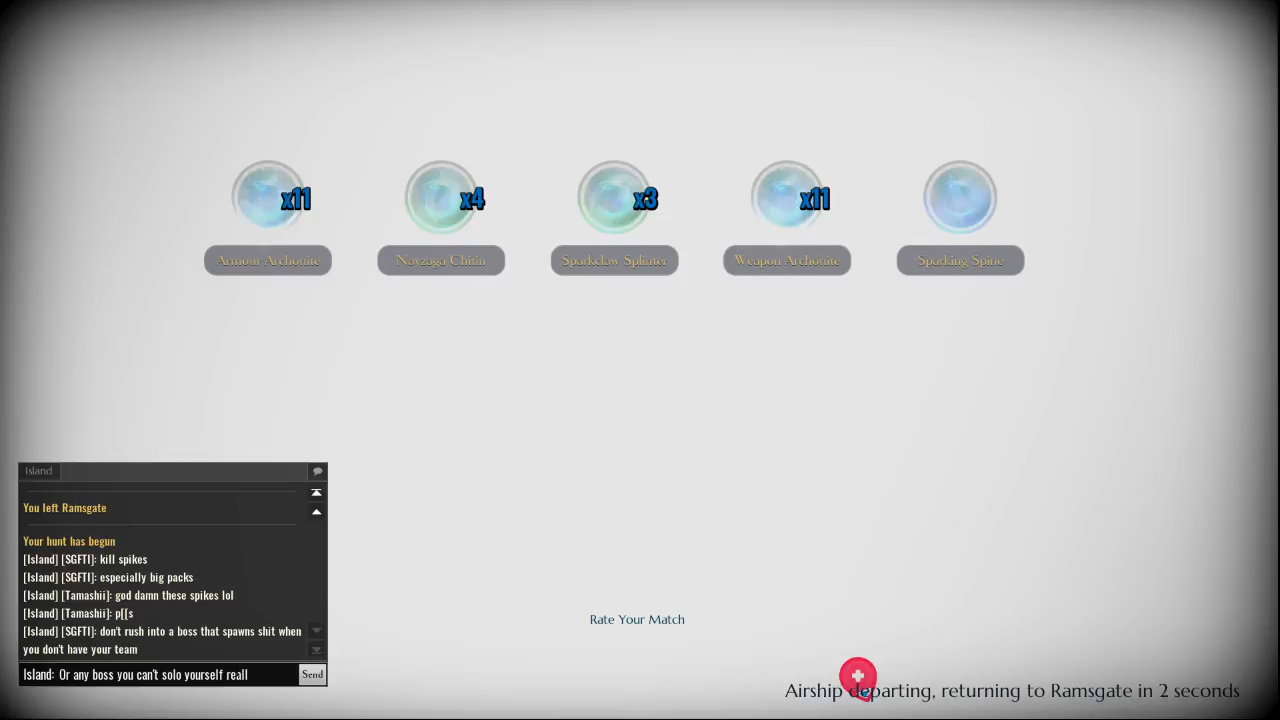 x11
x4
x3
x11
Armour Archonite
Nayzaga Chitin
Sparkclaw Splinter
Weapon Archonite
Sparking Spine
Island
You left Ramsgate
Your hunt has begun
[Island] [SGFTI]: kill spikes
[Island] [SGFTI]: especially big packs
[Island] [Tamashii]: god damn these spikes lol
[Island] [Tamashii]: p[[s
[Island] [SGFTI]: don't rush into a boss that spawns shit when
you don't have your team
Island: Or any boss you can't solo yourself reall
Send
Rate Your Match
Airship departing, returning to Ramsgate in 2 seconds